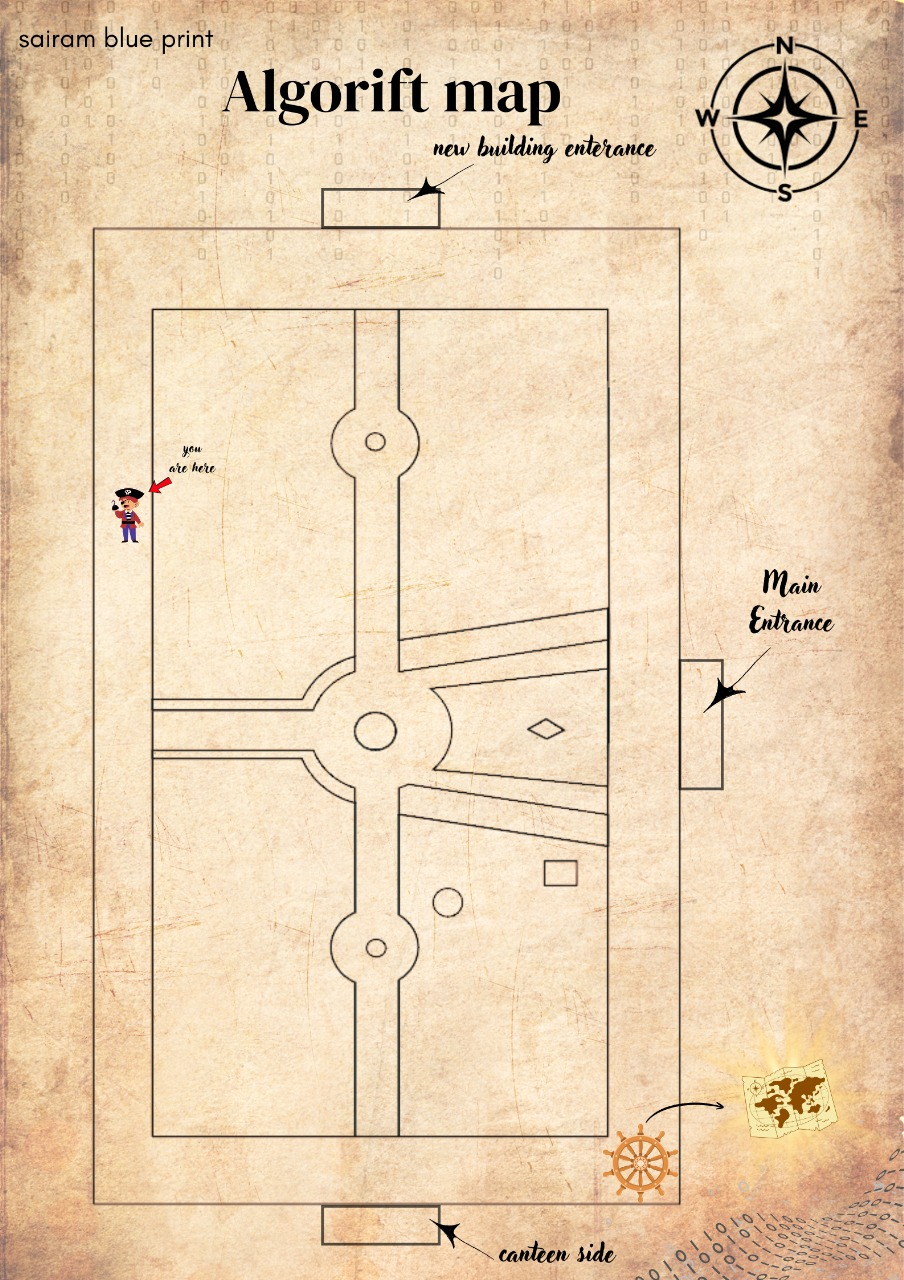 sairam blue print
Algorift map
N
W
E
S
new building enterance
you
are here
Main
Entrance
canteen side